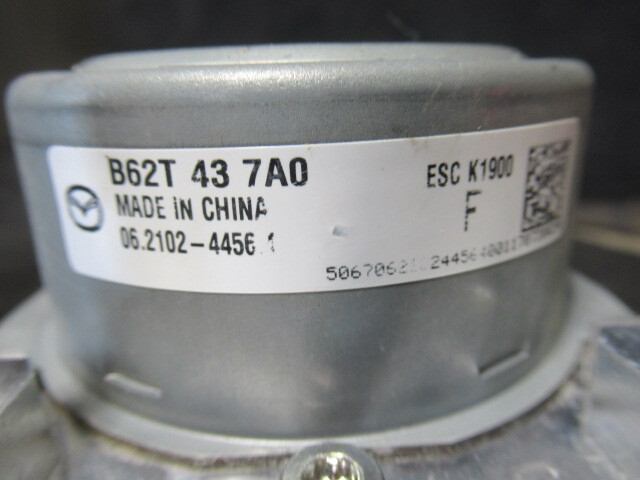 B62T 43 7A0
ESC K1900
MADE IN CHINA
F
06.2102-4456.1